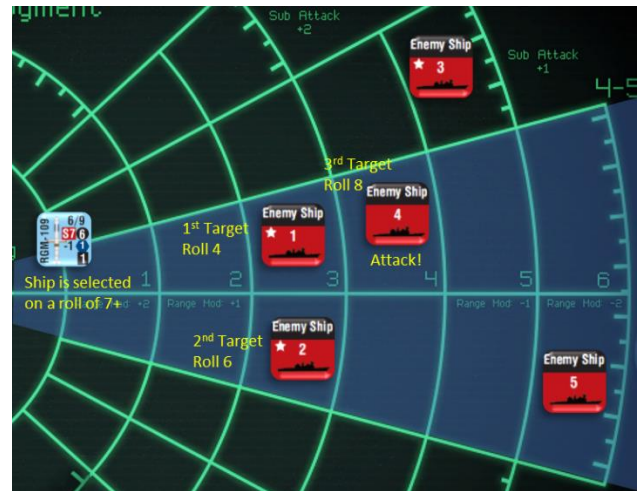 gment
Sub Attack
+2
Enemy Ship
3
Sub Attack
+1
4-5
3rd Target
Roll 8
RGM-109
6/9
S7 6
-1 1
1
1st Target
Roll 4
Enemy Ship
1
Enemy Ship
4
Attack!
Ship is selected
on a roll of 7+
1
2
3
4
5
6
Mod +2
Range Mod +1
Range Mod -1
Range Mod -2
2nd Target
Roll 6
Enemy Ship
2
Enemy Ship
5